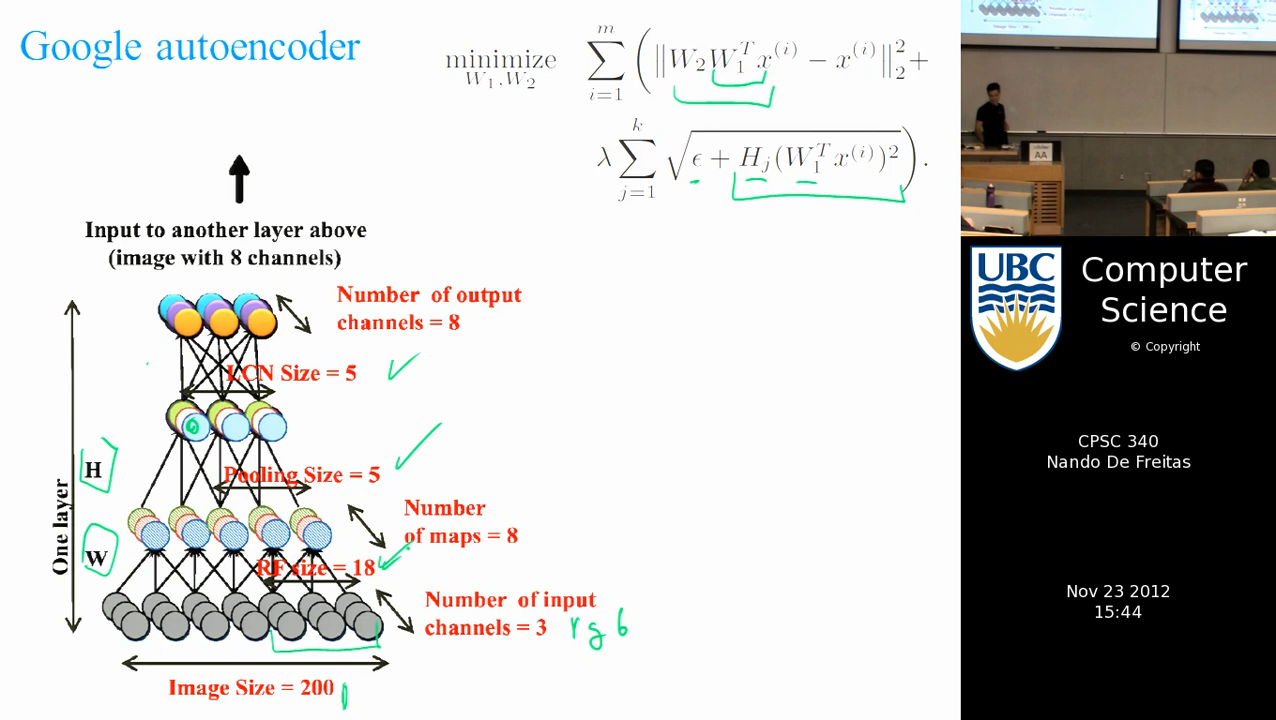 Google autoencoder
minimize
W₁,W₂
m
∑
i=1
( ‖W₂W₁ᵀx⁽ⁱ⁾ − x⁽ⁱ⁾‖₂² +
λ
k
∑
j=1
√(ϵ + Hⱼ(W₁ᵀx⁽ⁱ⁾)²) ).
Input to another layer above
(image with 8 channels)
Number of output
channels = 8
LCN Size = 5
H
Pooling Size = 5
One layer
Number
of maps = 8
W
RF size = 18
Number of input
channels = 3 r g b
Image Size = 200
AA
UBC
Computer
Science
© Copyright
CPSC 340
Nando De Freitas
Nov 23 2012
15:44